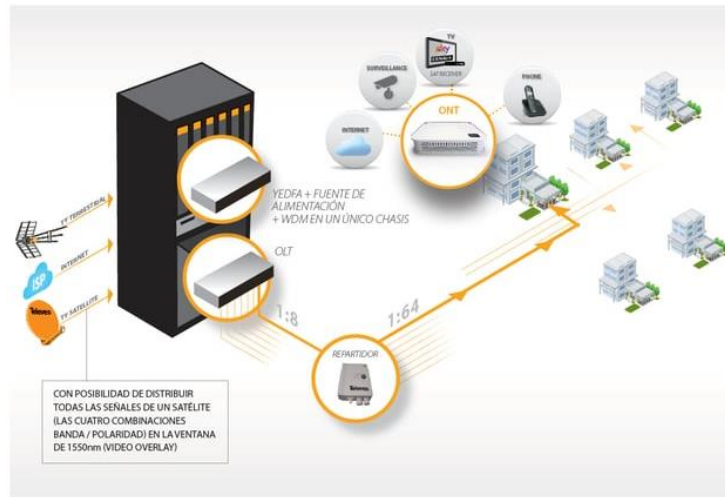 TV
sky
SAT RECEIVER
SURVEILLANCE
PHONE
ONT
INTERNET
YEDFA + FUENTE DE
ALIMENTACIÓN
+ WDM EN UN ÚNICO CHASIS
OLT
TV TERRESTRIAL
INTERNET
ISP
TV SATELLITE
Televes
1:8
1:64
REPARTIDOR
Televes
CON POSIBILIDAD DE DISTRIBUIR
TODAS LAS SEÑALES DE UN SATÉLITE
(LAS CUATRO COMBINACIONES
BANDA / POLARIDAD) EN LA VENTANA
DE 1550nm (VIDEO OVERLAY)